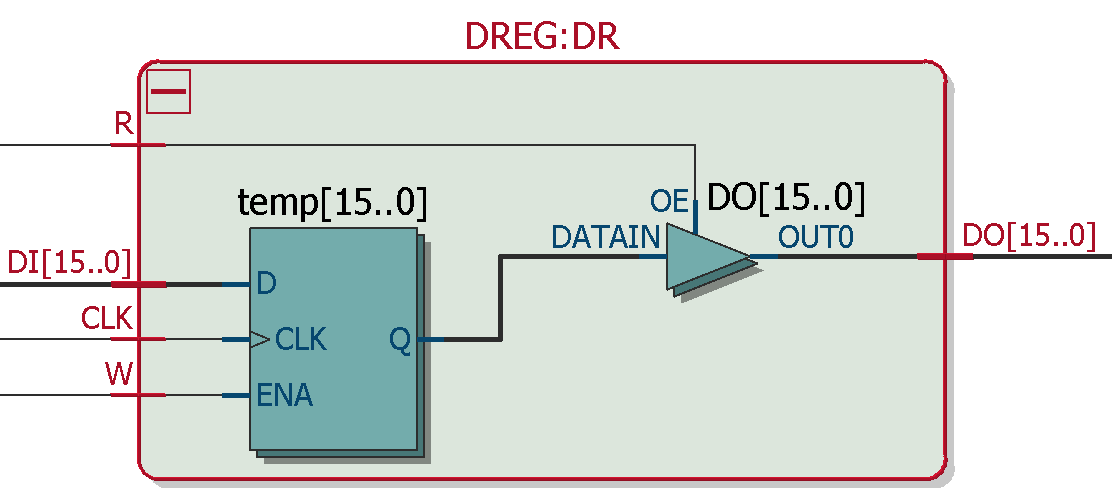 DREG:DR
R
temp[15..0]
OE
DO[15..0]
DATAIN
OUT0
DO[15..0]
DI[15..0]
D
CLK
CLK
Q
W
ENA